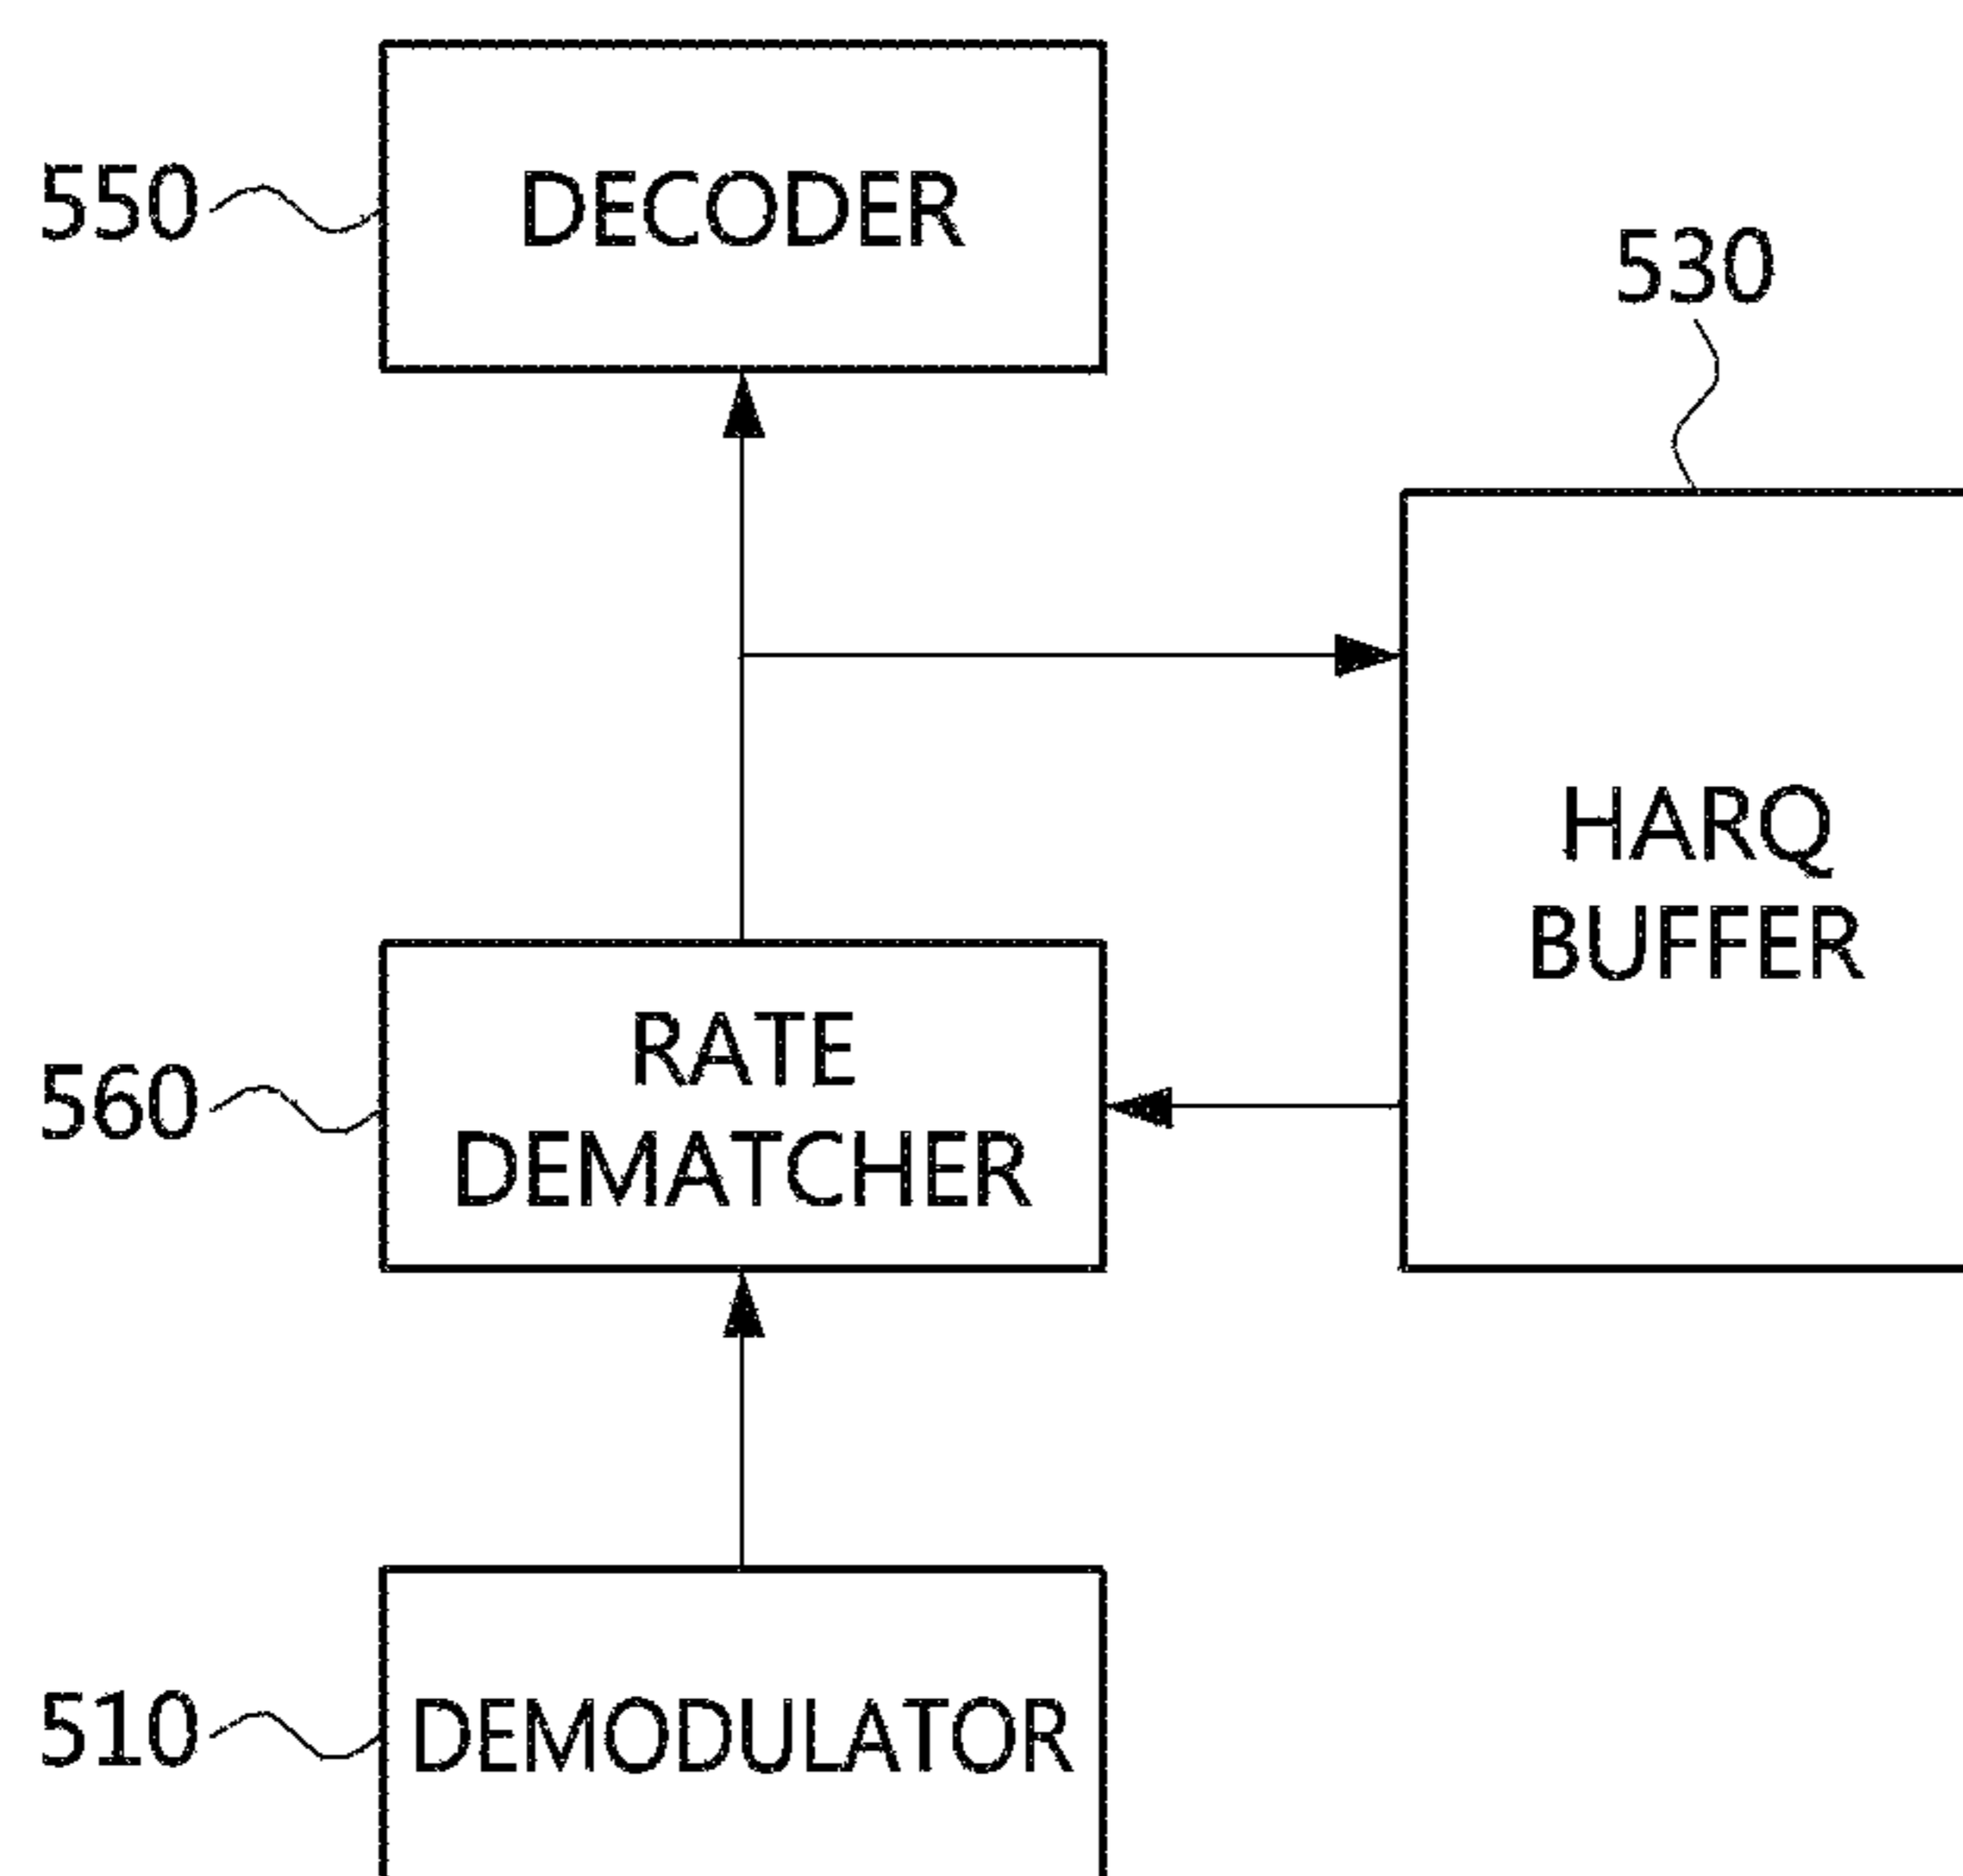 550
DECODER
530
HARQ
BUFFER
560
RATE
DEMATCHER
510
DEMODULATOR